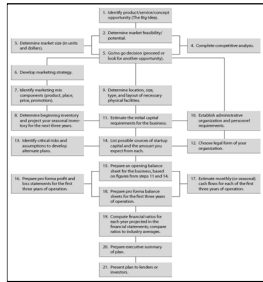 1. Identify product/service/concept
opportunity (The Big Idea).
2. Determine market feasibility/
potential.
3. Determine market size (in units
and dollars).
4. Complete competitive analysis.
5. Go/no go decision (proceed or
look for another opportunity).
6. Develop marketing strategy.
7. Identify marketing mix
components (product, place,
price, promotion).
9. Determine location, size,
type, and layout of necessary
physical facilities.
8. Determine beginning inventory
and project your seasonal inven-
tory for the next three years.
11. Estimate the initial capital
requirements for the business.
10. Establish administrative
organization and personnel
requirements.
13. Identify critical risks and
assumptions to develop
alternate plans.
14. List possible sources of startup
capital and the amount you
expect from each.
12. Choose legal form of your
organization.
15. Prepare an opening balance
sheet for the business, based
on figures from steps 11 and 14.
16. Prepare pro forma profit and
loss statements for the first
three years of operation.
17. Estimate monthly (or seasonal)
cash flows for each of the first
three years of operation.
18. Prepare pro forma balance
sheets for the first three years
of operation.
19. Compute financial ratios for
each year projected in the
financial statements; compare
ratios to industry averages.
20. Prepare executive summary
of plan.
21. Present plan to lenders or
investors.